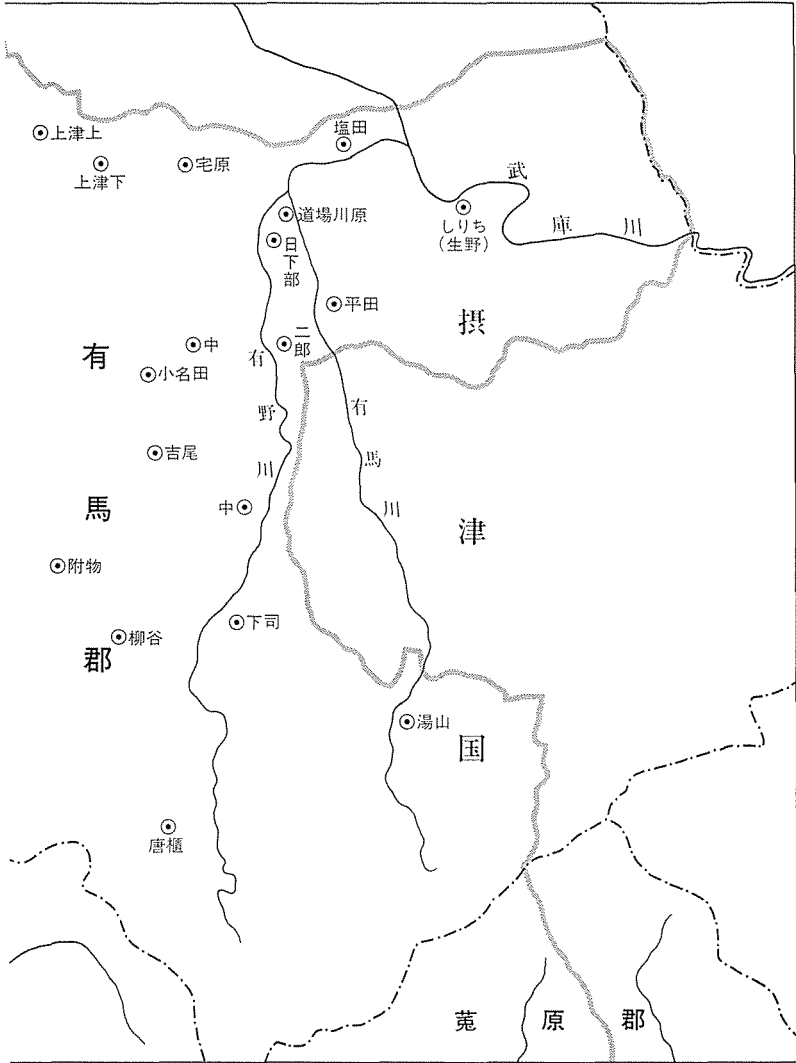 塩田
上津上
上津下
宅原
武庫川
しりち
(生野)
道場川原
日下部
平田
二郎
摂津国
有馬郡
中
小名田
有野川
有馬川
吉尾
中
附物
下司
柳谷
湯山
唐櫃
菟原郡